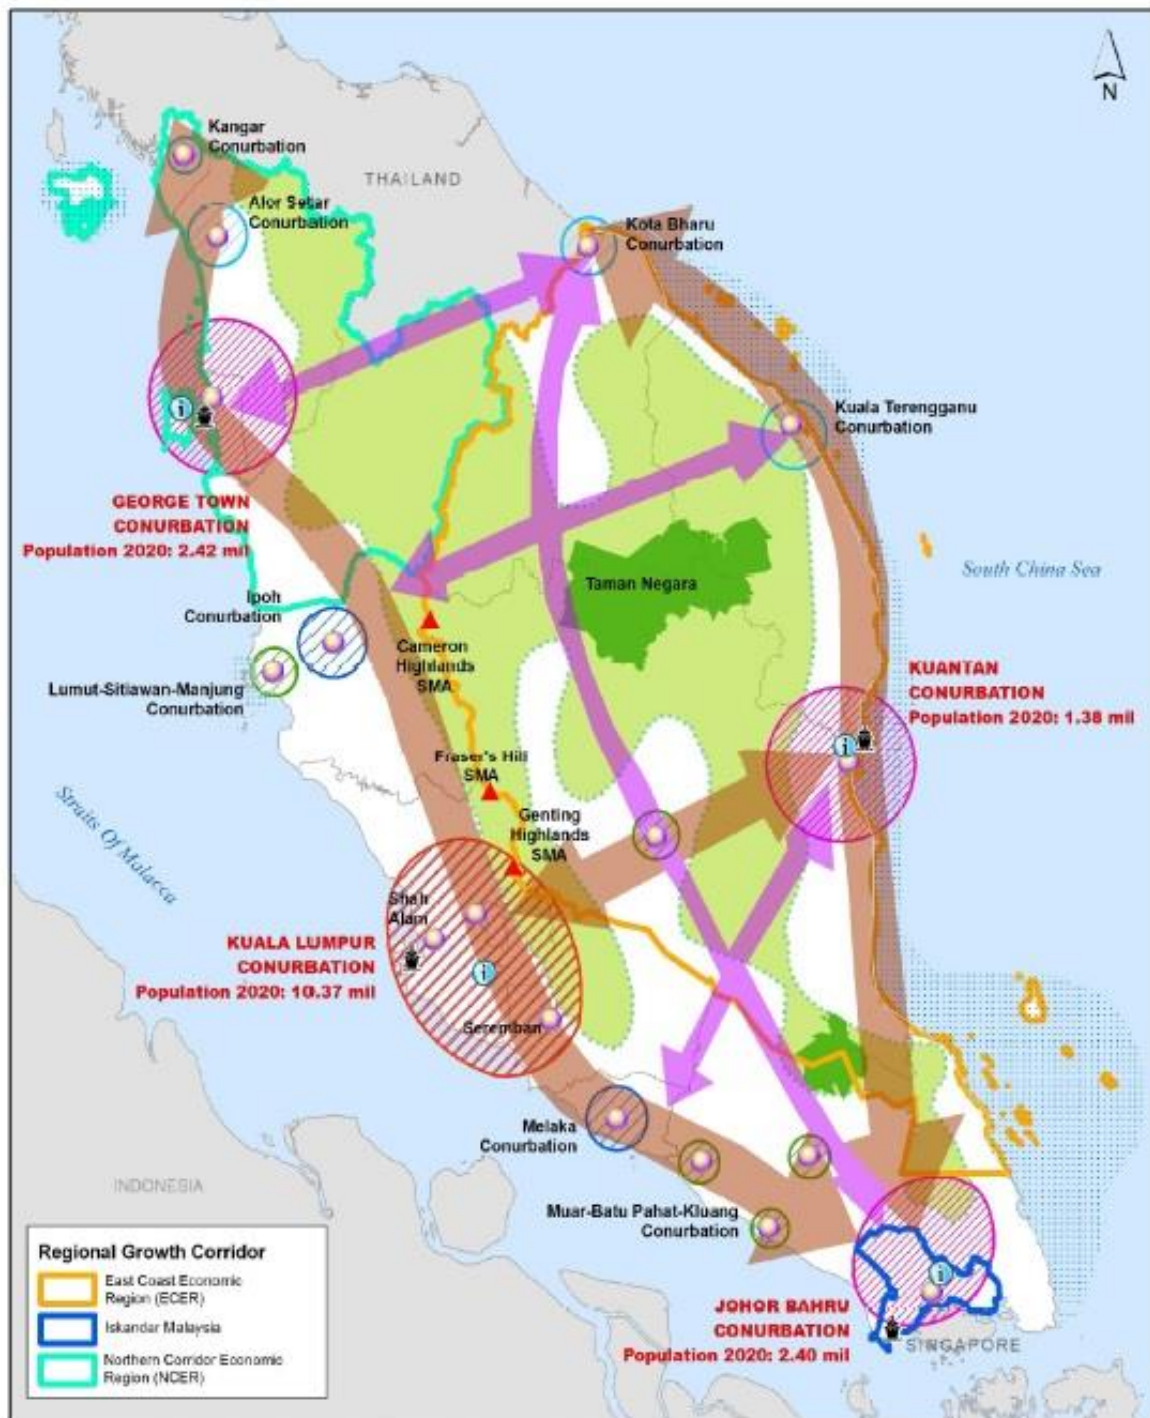 N
Kangar
Conurbation
THAILAND
Alor Setar
Conurbation
Kota Bharu
Conurbation
Kuala Terengganu
Conurbation
GEORGE TOWN
CONURBATION
Population 2020: 2.42 mil
South China Sea
Taman Negara
Ipoh
Conurbation
Cameron
Highlands
SMA
Lumut-Sitiawan-Manjung
Conurbation
KUANTAN
CONURBATION
Population 2020: 1.38 mil
Fraser's Hill
SMA
Straits Of Malacca
Genting
Highlands
SMA
Shah
Alam
KUALA LUMPUR
CONURBATION
Population 2020: 10.37 mil
Seremban
Melaka
Conurbation
INDONESIA
Muar-Batu Pahat-Kluang
Conurbation
JOHOR BAHRU
CONURBATION
Population 2020: 2.40 mil
SINGAPORE
Regional Growth Corridor
East Coast Economic
Region (ECER)
Iskandar Malaysia
Northern Corridor Economic
Region (NCER)
i
i
i
i